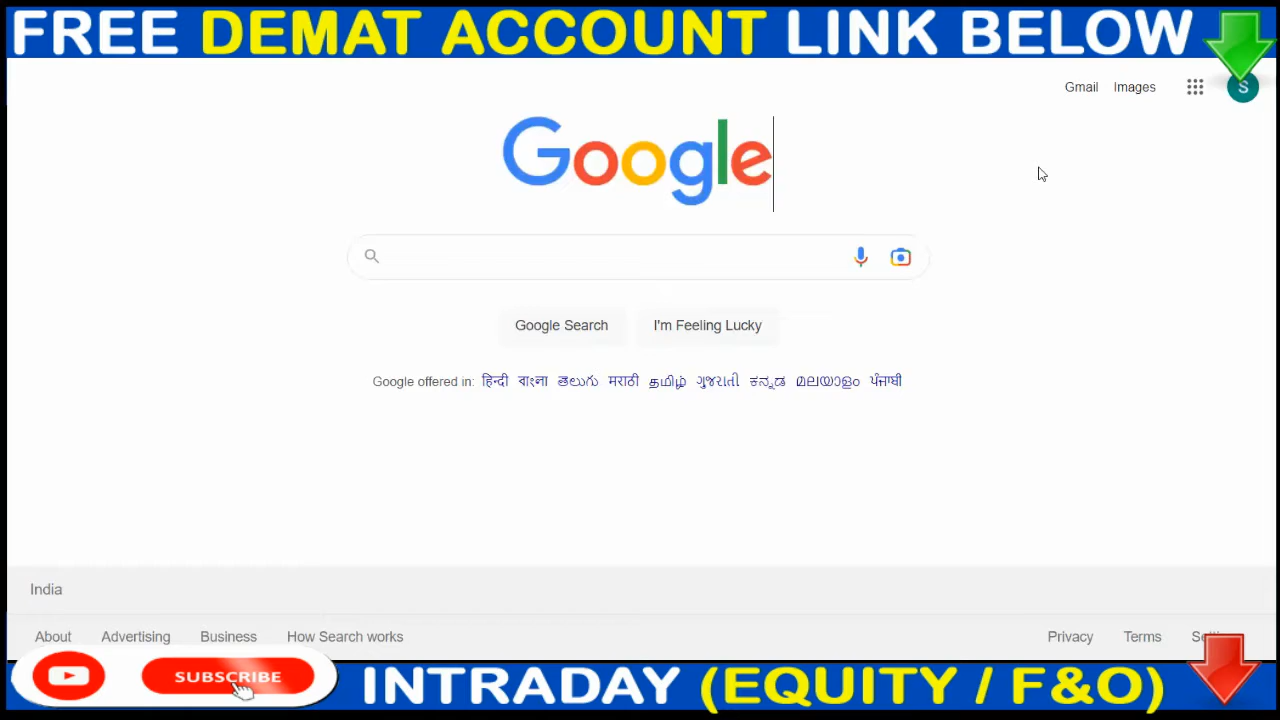 FREE DEMAT ACCOUNT LINK BELOW
Gmail Images
S
Google
Google Search I'm Feeling Lucky
Google offered in: हिन्दी বাংলা తెలుగు मराठी தமிழ் ગુજરાતી ಕನ್ನಡ മലയാളം ਪੰਜਾਬੀ
India
About Advertising Business How Search works Privacy Terms
SUBSCRIBE
INTRADAY (EQUITY / F&O)